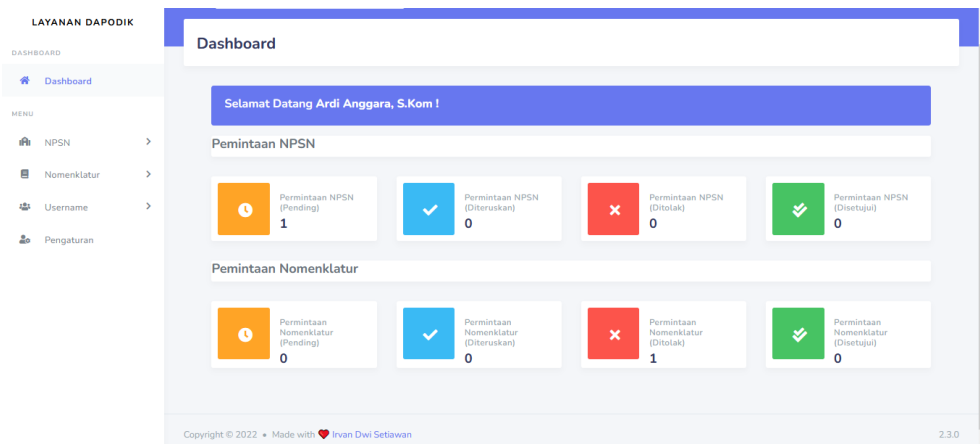 LAYANAN DAPODIK
DASHBOARD
Dashboard
MENU
NPSN
Nomenklatur
Username
Pengaturan
Dashboard
Selamat Datang Ardi Anggara, S.Kom !
Pemintaan NPSN
Permintaan NPSN
(Pending)
1
Permintaan NPSN
(Diteruskan)
0
Permintaan NPSN
(Ditolak)
0
Permintaan NPSN
(Disetujui)
0
Pemintaan Nomenklatur
Permintaan
Nomenklatur
(Pending)
0
Permintaan
Nomenklatur
(Diteruskan)
0
Permintaan
Nomenklatur
(Ditolak)
1
Permintaan
Nomenklatur
(Disetujui)
0
Copyright © 2022 • Made with ❤ Irvan Dwi Setiawan
2.3.0